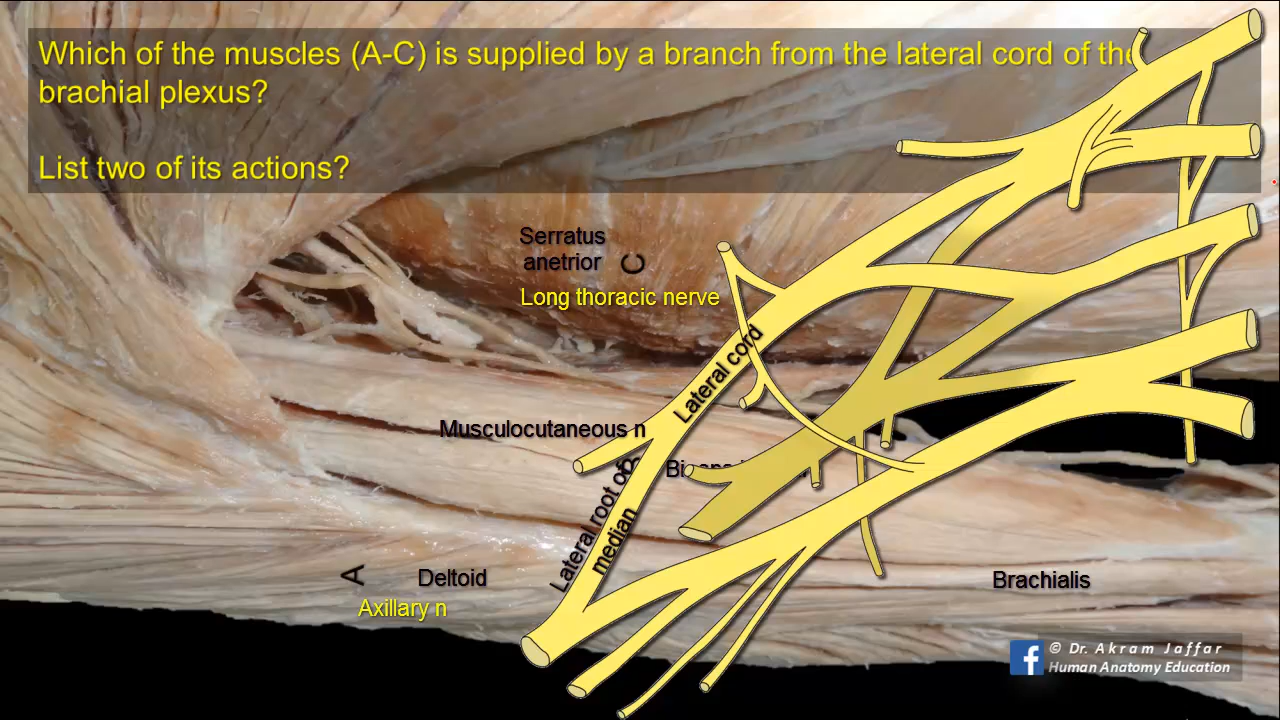 Which of the muscles (A-C) is supplied by a branch from the lateral cord of the
brachial plexus?
List two of its actions?
Serratus
anetrior
C
Long thoracic nerve
Lateral cord
Musculocutaneous n
B
Lateral root of
median
A
Deltoid
Axillary n
Brachialis
© Dr. Akram Jaffar
Human Anatomy Education